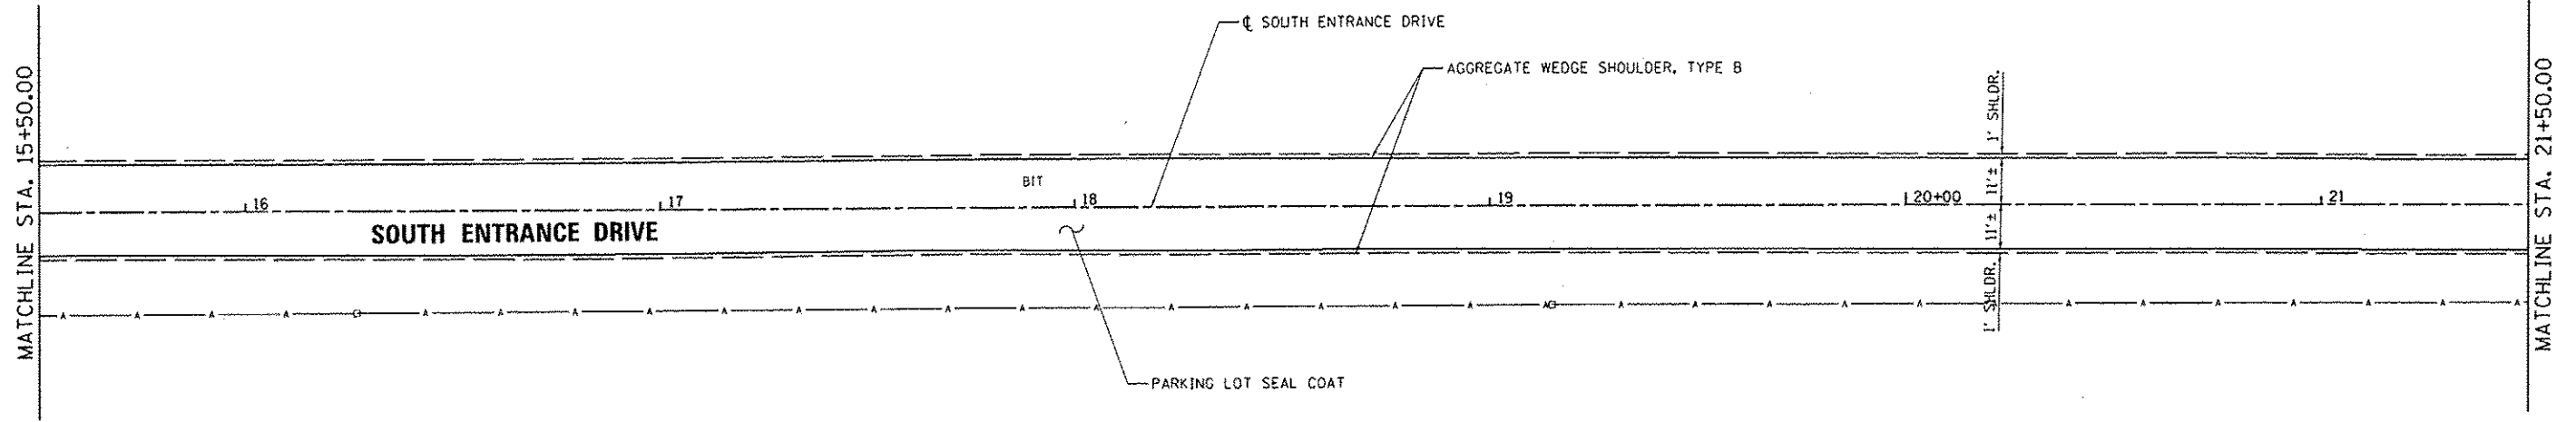 ₵ SOUTH ENTRANCE DRIVE
AGGREGATE WEDGE SHOULDER, TYPE B
MATCHLINE STA. 15+50.00
MATCHLINE STA. 21+50.00
1' SHLDR.
BIT
11'±
16
17
18
19
20+00
21
SOUTH ENTRANCE DRIVE
11'±
1' SHLDR.
A A A A A A A A A A A A A A A A A A A A A A A A A A A A A A A A A
PARKING LOT SEAL COAT